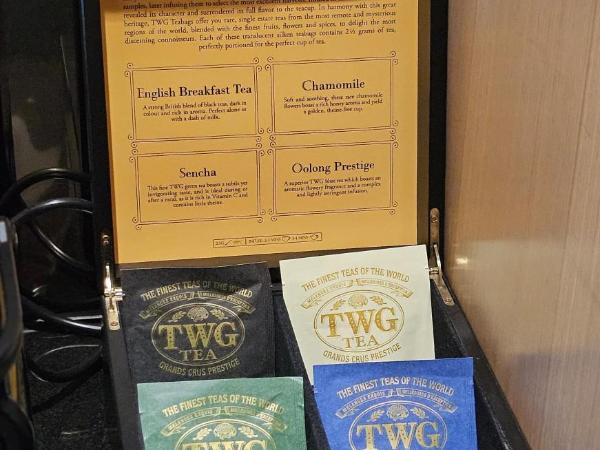 samples, later infusing them to select the most
revealed its character and surrendered its full flavor to the teacup. In harmony with this great
heritage, TWG Teabags offer you rare, single estate teas from the most remote and mysterious
regions of the world, blended with the finest fruits, flowers and spices, to delight the most
discerning connoisseurs. Each of these translucent silken teabags contains 2½ grams of tea,
perfectly portioned for the perfect cup of tea.
English Breakfast Tea
A strong British blend of black teas, dark in
colour and rich in aroma. Perfect alone or
with a dash of milk.
Chamomile
Soft and soothing, these rare chamomile
flowers boast a rich honey aroma and yield
a golden, theine-free cup.
Sencha
This fine TWG green tea boasts a subtle yet
invigorating taste, and is ideal during or
after a meal, as it is rich in Vitamin C and
contains little theine.
Oolong Prestige
A superior TWG blue tea which boasts an
aromatic flowery fragrance and a complex
and lightly astringent infusion.
THE FINEST TEAS OF THE WORLD
TWG
TEA
GRANDS CRUS PRESTIGE
THE FINEST TEAS OF THE WORLD
TWG
TEA
GRANDS CRUS PRESTIGE
THE FINEST TEAS OF THE WORLD
TWG
THE FINEST TEAS OF THE WORLD
TWG